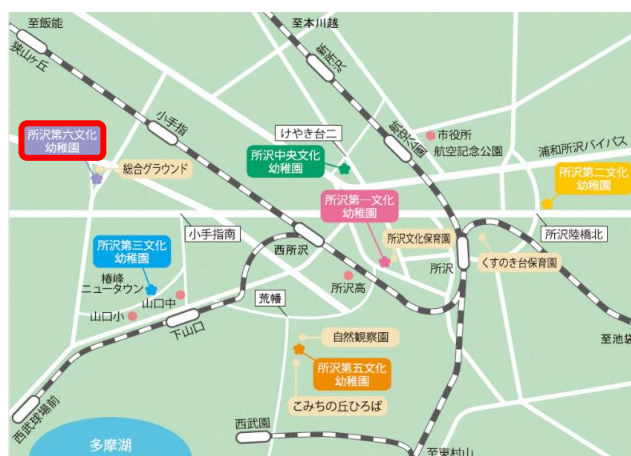 至飯能
至本川越
狭山ヶ丘
新所沢
小手指
航空公園
けやき台二
市役所
航空記念公園
浦和所沢バイパス
所沢第六文化
幼稚園
総合グラウンド
所沢中央文化
幼稚園
所沢第二文化
幼稚園
所沢第一文化
幼稚園
小手指南
西所沢
所沢文化保育園
所沢陸橋北
所沢第三文化
幼稚園
所沢
くすのき台保育園
椿峰
ニュータウン
山口中
所沢高
荒幡
山口小
下山口
自然観察園
至池袋
所沢第五文化
幼稚園
こみちの丘ひろば
西武球場前
西武園
多摩湖
至東村山